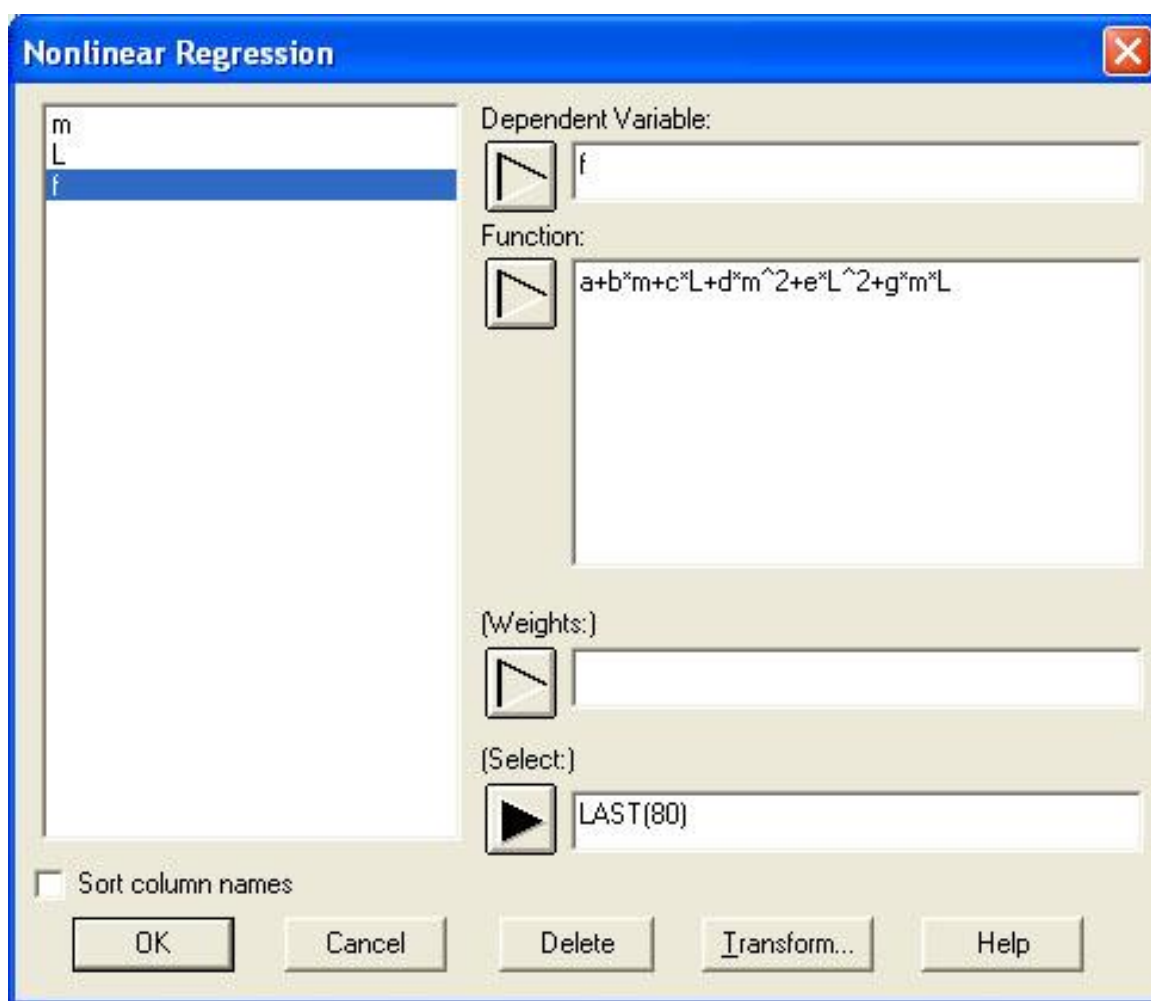 Nonlinear Regression
m
L
f
Dependent Variable:
f
Function:
a+b*m+c*L+d*m^2+e*L^2+g*m*L
(Weights:)
(Select:)
LAST(80)
Sort column names
OK
Cancel
Delete
Transform...
Help